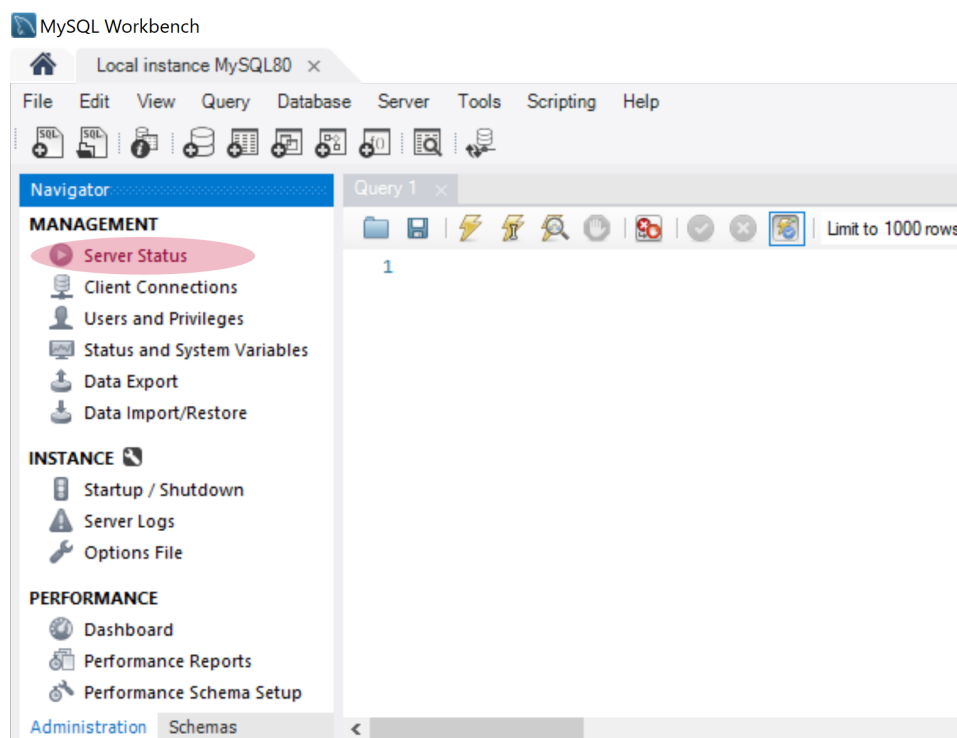 MySQL Workbench
Local instance MySQL80
File Edit View Query Database Server Tools Scripting Help
SQL SQL
Navigator
Query 1
MANAGEMENT
Limit to 1000 rows
Server Status
1
Client Connections
Users and Privileges
Status and System Variables
Data Export
Data Import/Restore
INSTANCE
Startup / Shutdown
Server Logs
Options File
PERFORMANCE
Dashboard
Performance Reports
Performance Schema Setup
Administration Schemas